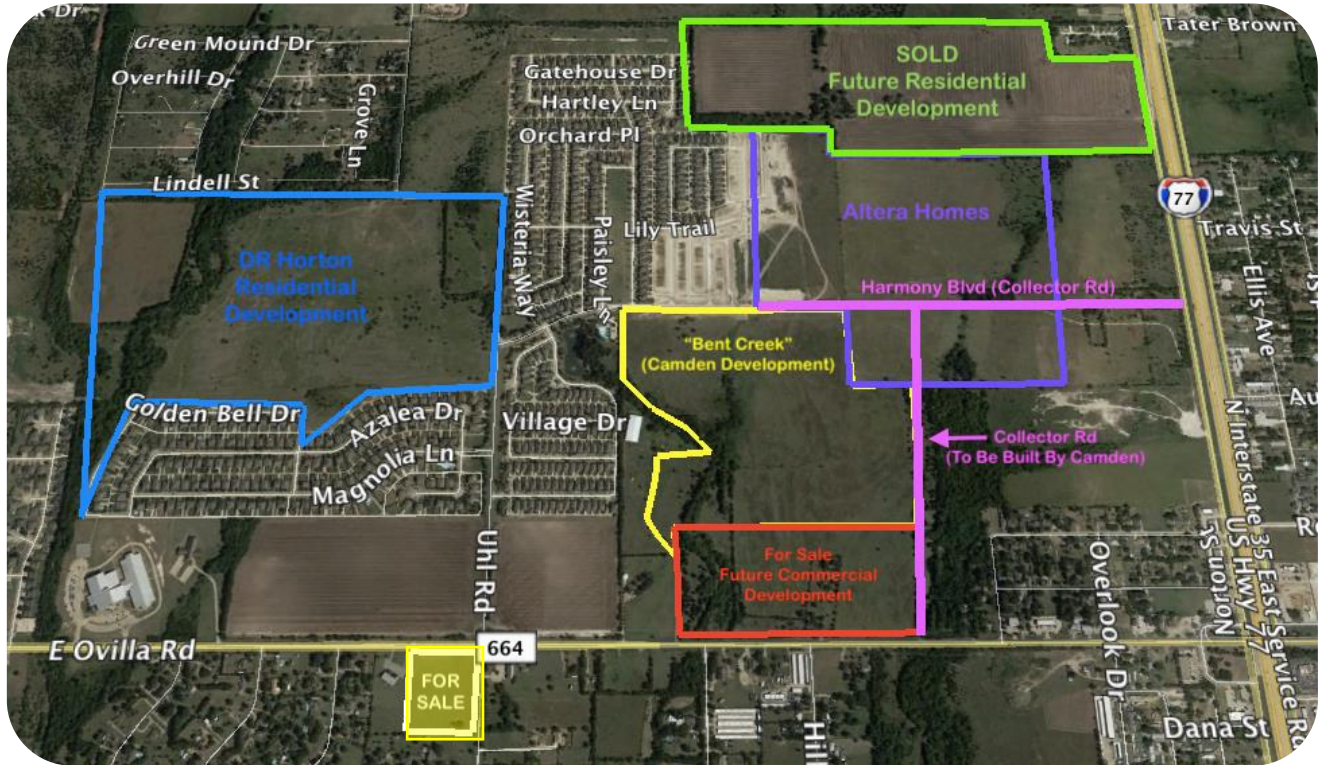 Tater Brown
Green Mound Dr
Overhill Dr
Grove Ln
Gatehouse Dr
Hartley Ln
Orchard Pl
SOLD
Future Residential
Development
Lindell St
Wisteria Way
Paisley Ln
Lily Trail
Altera Homes
77
Travis St
Ellis Ave
DR Horton
Residential
Development
Harmony Blvd (Collector Rd)
"Bent Creek"
(Camden Development)
Golden Bell Dr
Azalea Dr
Magnolia Ln
Village Dr
Collector Rd
(To Be Built By Camden)
Uhl Rd
For Sale
Future Commercial
Development
Overlook Dr
Norton St
US Hwy 77
N Interstate 35 East Service Rd
E Ovilla Rd
664
FOR
SALE
Hill
Dana St